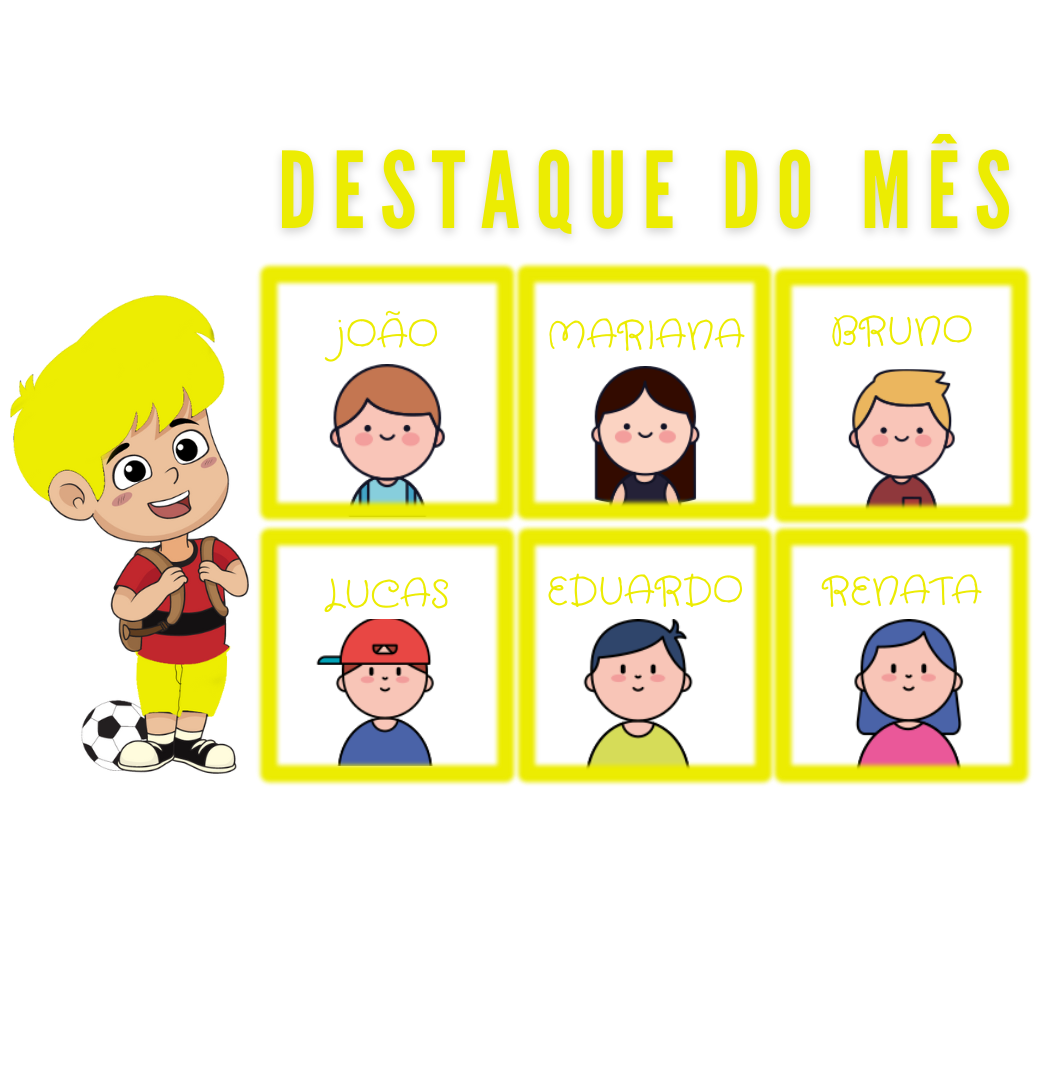 DESTAQUE DO MÊS
JOÃO
MARIANA
BRUNO
LUCAS
EDUARDO
RENATA